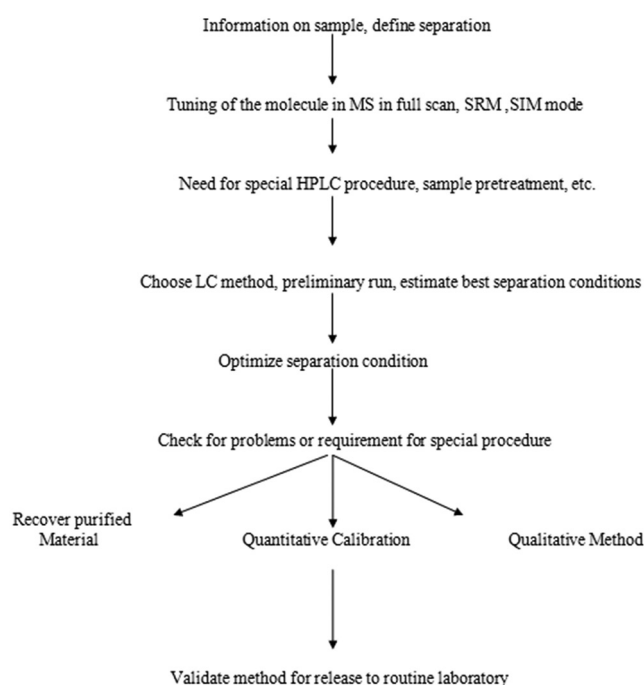 Information on sample, define separation
Tuning of the molecule in MS in full scan, SRM ,SIM mode
Need for special HPLC procedure, sample pretreatment, etc.
Choose LC method, preliminary run, estimate best separation conditions
Optimize separation condition
Check for problems or requirement for special procedure
Recover purified
Material
Quantitative Calibration
Qualitative Method
Validate method for release to routine laboratory